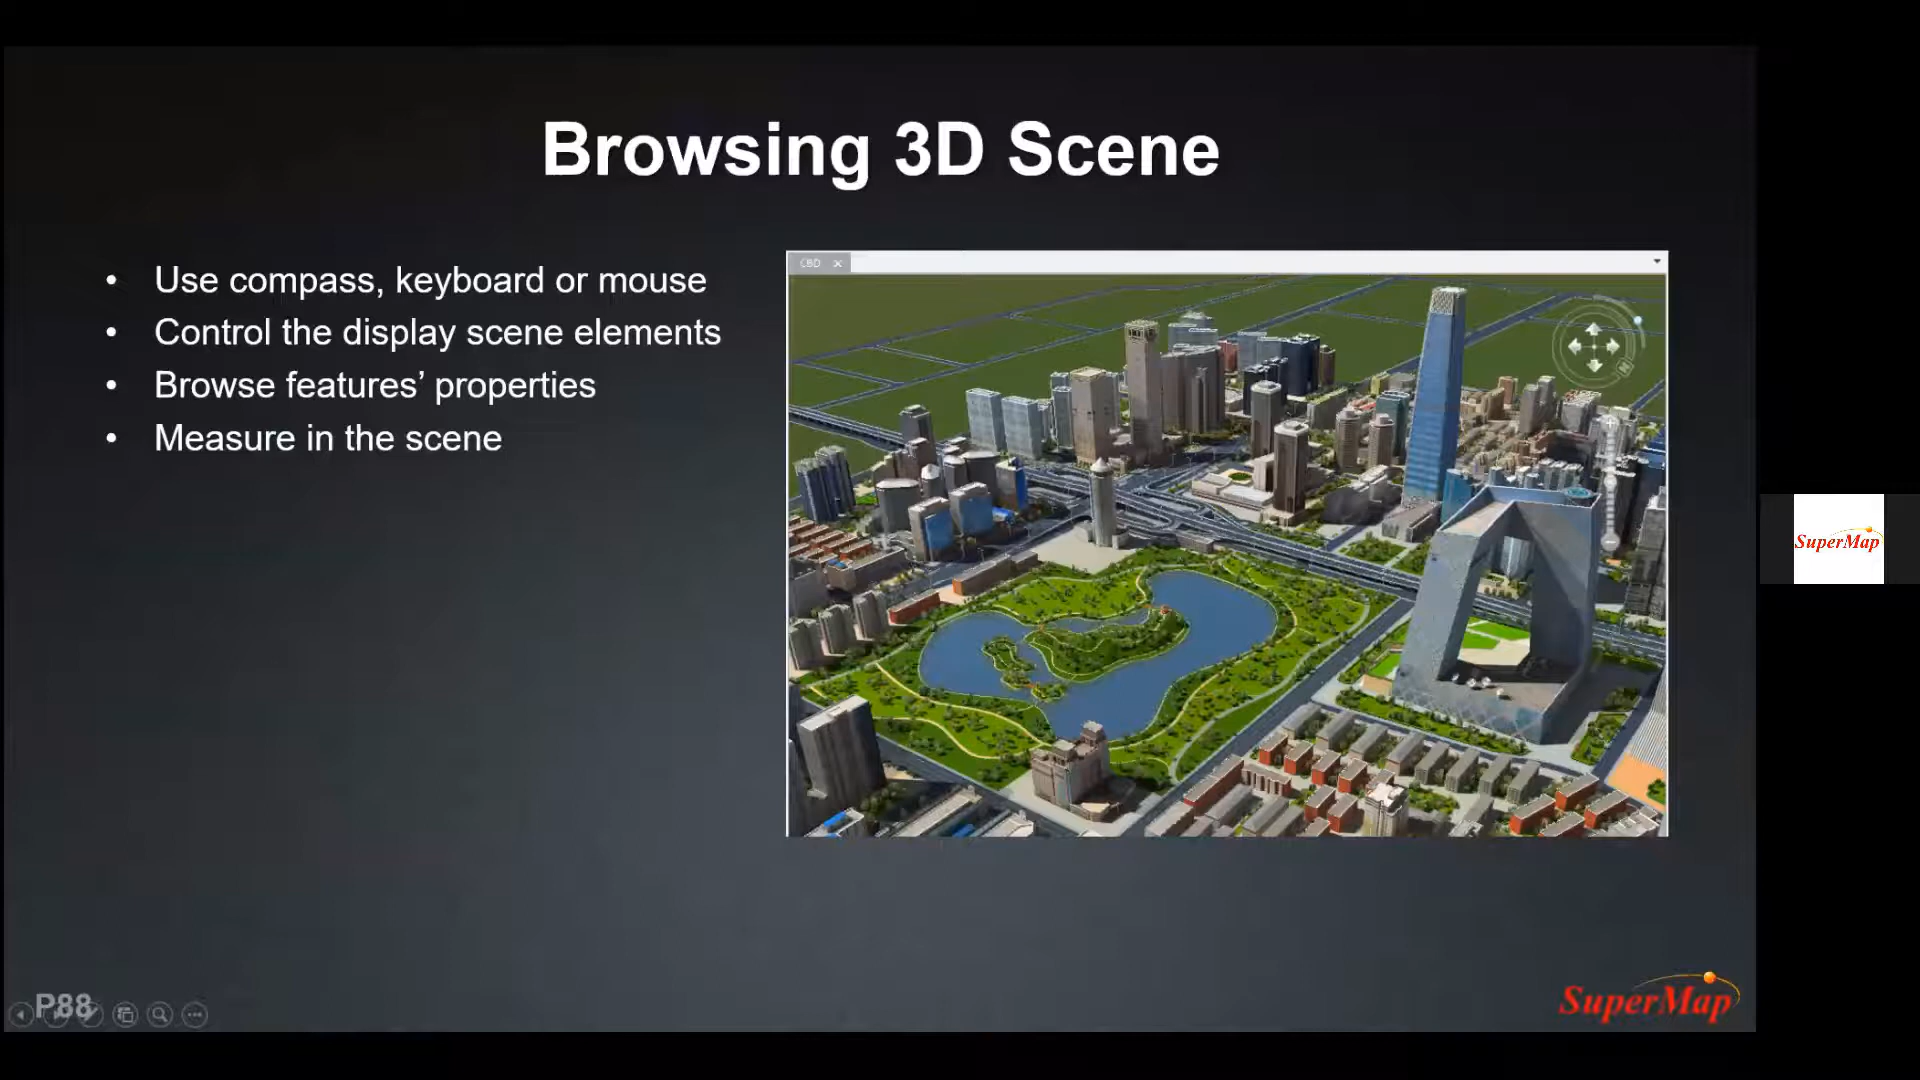 Browsing 3D Scene
• Use compass, keyboard or mouse
• Control the display scene elements
• Browse features’ properties
• Measure in the scene
CBD
N
SuperMap
P88
SuperMap